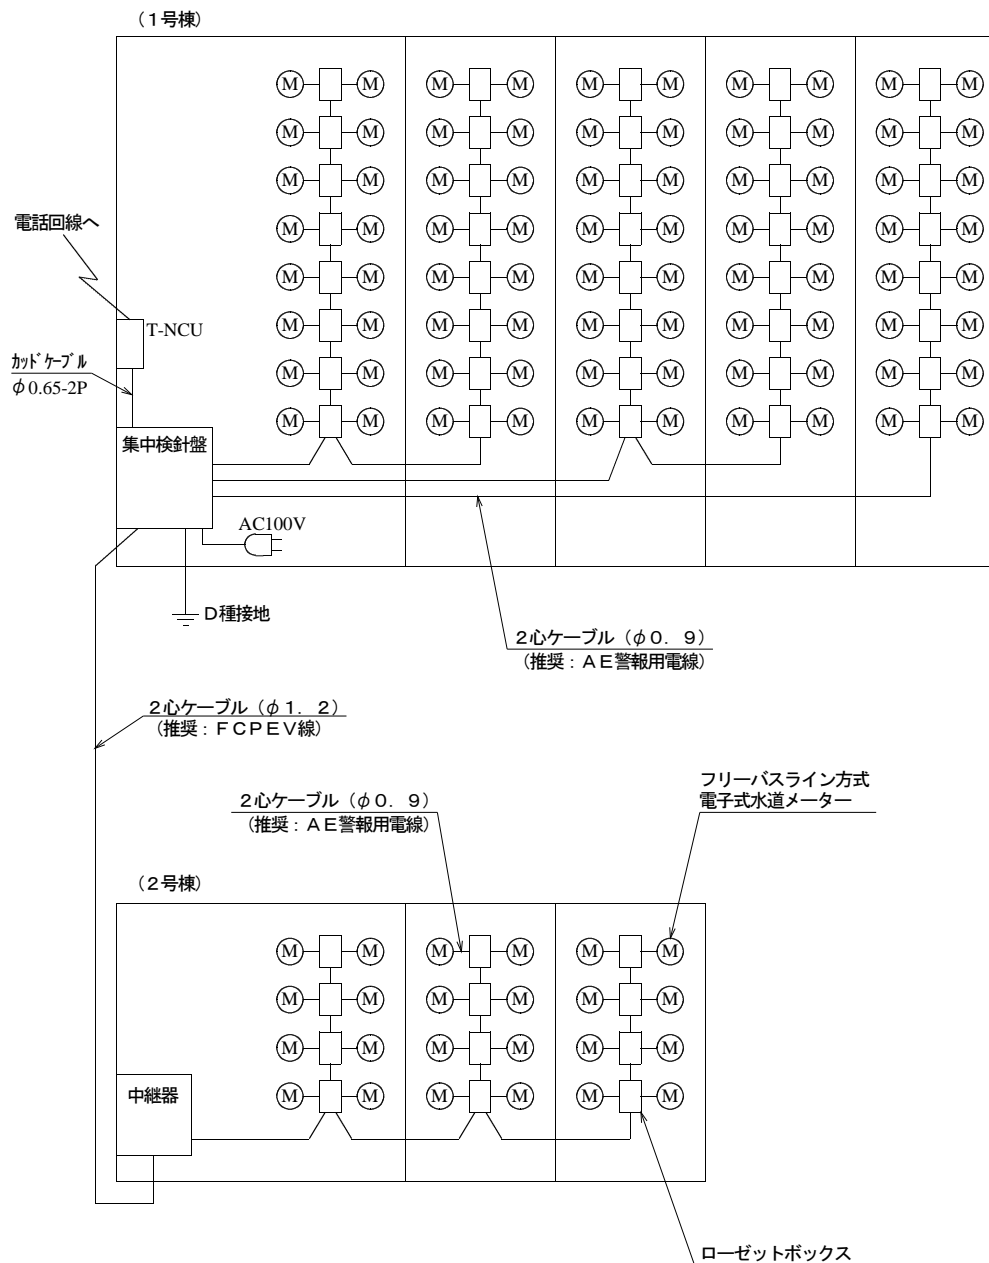 （１号棟）
M M M M M M M M M M
M M M M M M M M M M
M M M M M M M M M M
電話回線へ
M M M M M M M M M M
M M M M M M M M M M
T-NCU
M M M M M M M M M M
ｶｯﾄﾞｹｰﾌﾞﾙ
φ0.65-2P
M M M M M M M M M M
M M M M M M M M M M
集中検針盤
AC100V
Ｄ種接地
２心ケーブル（φ０．９）
（推奨：ＡＥ警報用電線）
２心ケーブル（φ１．２）
（推奨：ＦＣＰＥＶ線）
フリーバスライン方式
電子式水道メーター
２心ケーブル（φ０．９）
（推奨：ＡＥ警報用電線）
（２号棟）
M M M M M M
M M M M M M
M M M M M M
中継器
M M M M M M
ローゼットボックス